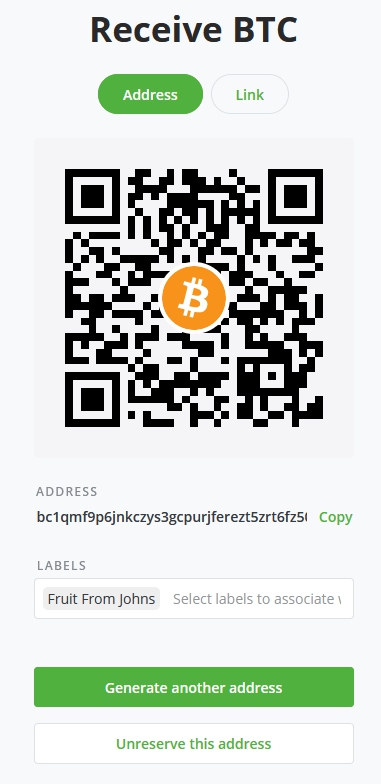 Receive BTC
Address
Link
ADDRESS
bc1qmf9p6jnkczys3gcpurjferezt5zrt6fz5 Copy
LABELS
Fruit From Johns Select labels to associate
Generate another address
Unreserve this address